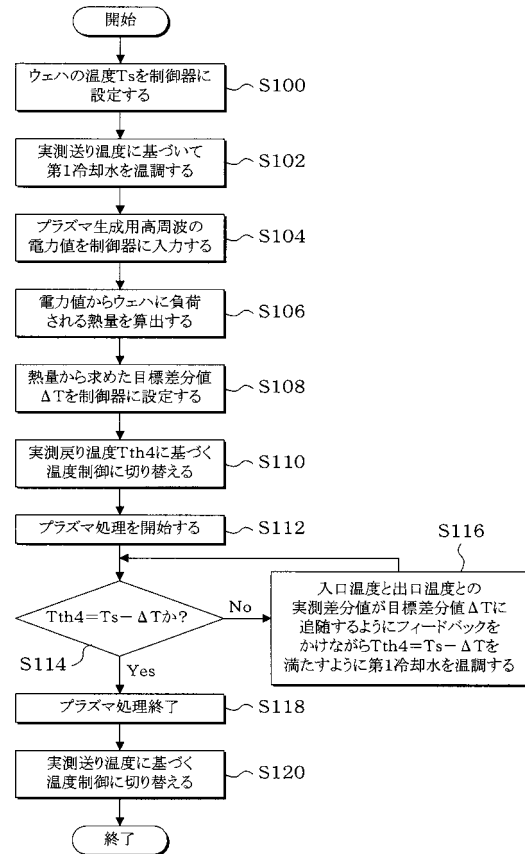 開始
ウェハの温度Tsを制御器に
設定する
S100
実測送り温度に基づいて
第1冷却水を温調する
S102
プラズマ生成用高周波の
電力値を制御器に入力する
S104
電力値からウェハに負荷
される熱量を算出する
S106
熱量から求めた目標差分値
ΔTを制御器に設定する
S108
実測戻り温度Tth4に基づく
温度制御に切り替える
S110
プラズマ処理を開始する
S112
Tth4=Ts−ΔTか?
S114
No
Yes
S116
入口温度と出口温度との
実測差分値が目標差分値ΔTに
追随するようにフィードバックを
かけながらTth4=Ts−ΔTを
満たすように第1冷却水を温調する
プラズマ処理終了
S118
実測送り温度に基づく
温度制御に切り替える
S120
終了